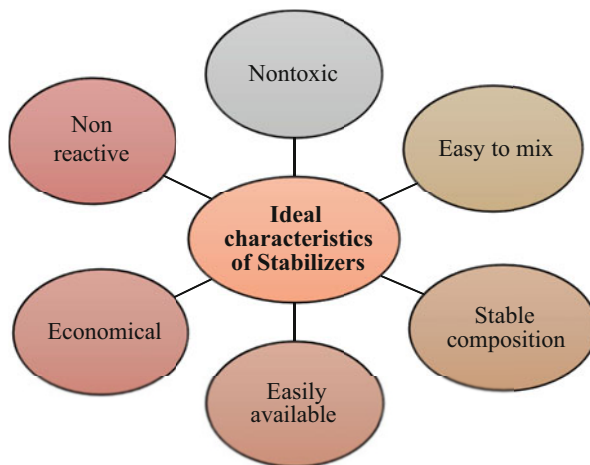 Nontoxic
Non
reactive
Easy to mix
Ideal
characteristics
of Stabilizers
Economical
Stable
composition
Easily
available